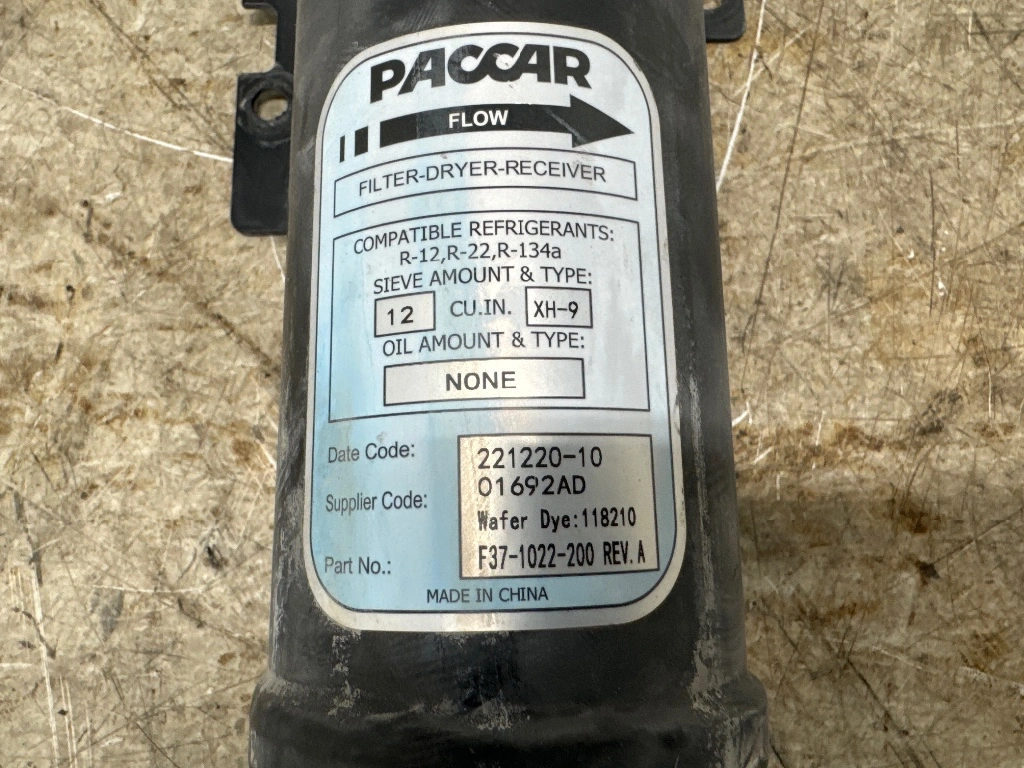 PACCAR
FLOW
FILTER-DRYER-RECEIVER
COMPATIBLE REFRIGERANTS:
R-12,R-22,R-134a
SIEVE AMOUNT & TYPE:
12 CU.IN. XH-9
OIL AMOUNT & TYPE:
NONE
Date Code: 221220-10
Supplier Code: 01692AD
Wafer Dye:118210
Part No.: F37-1022-200 REV.A
MADE IN CHINA